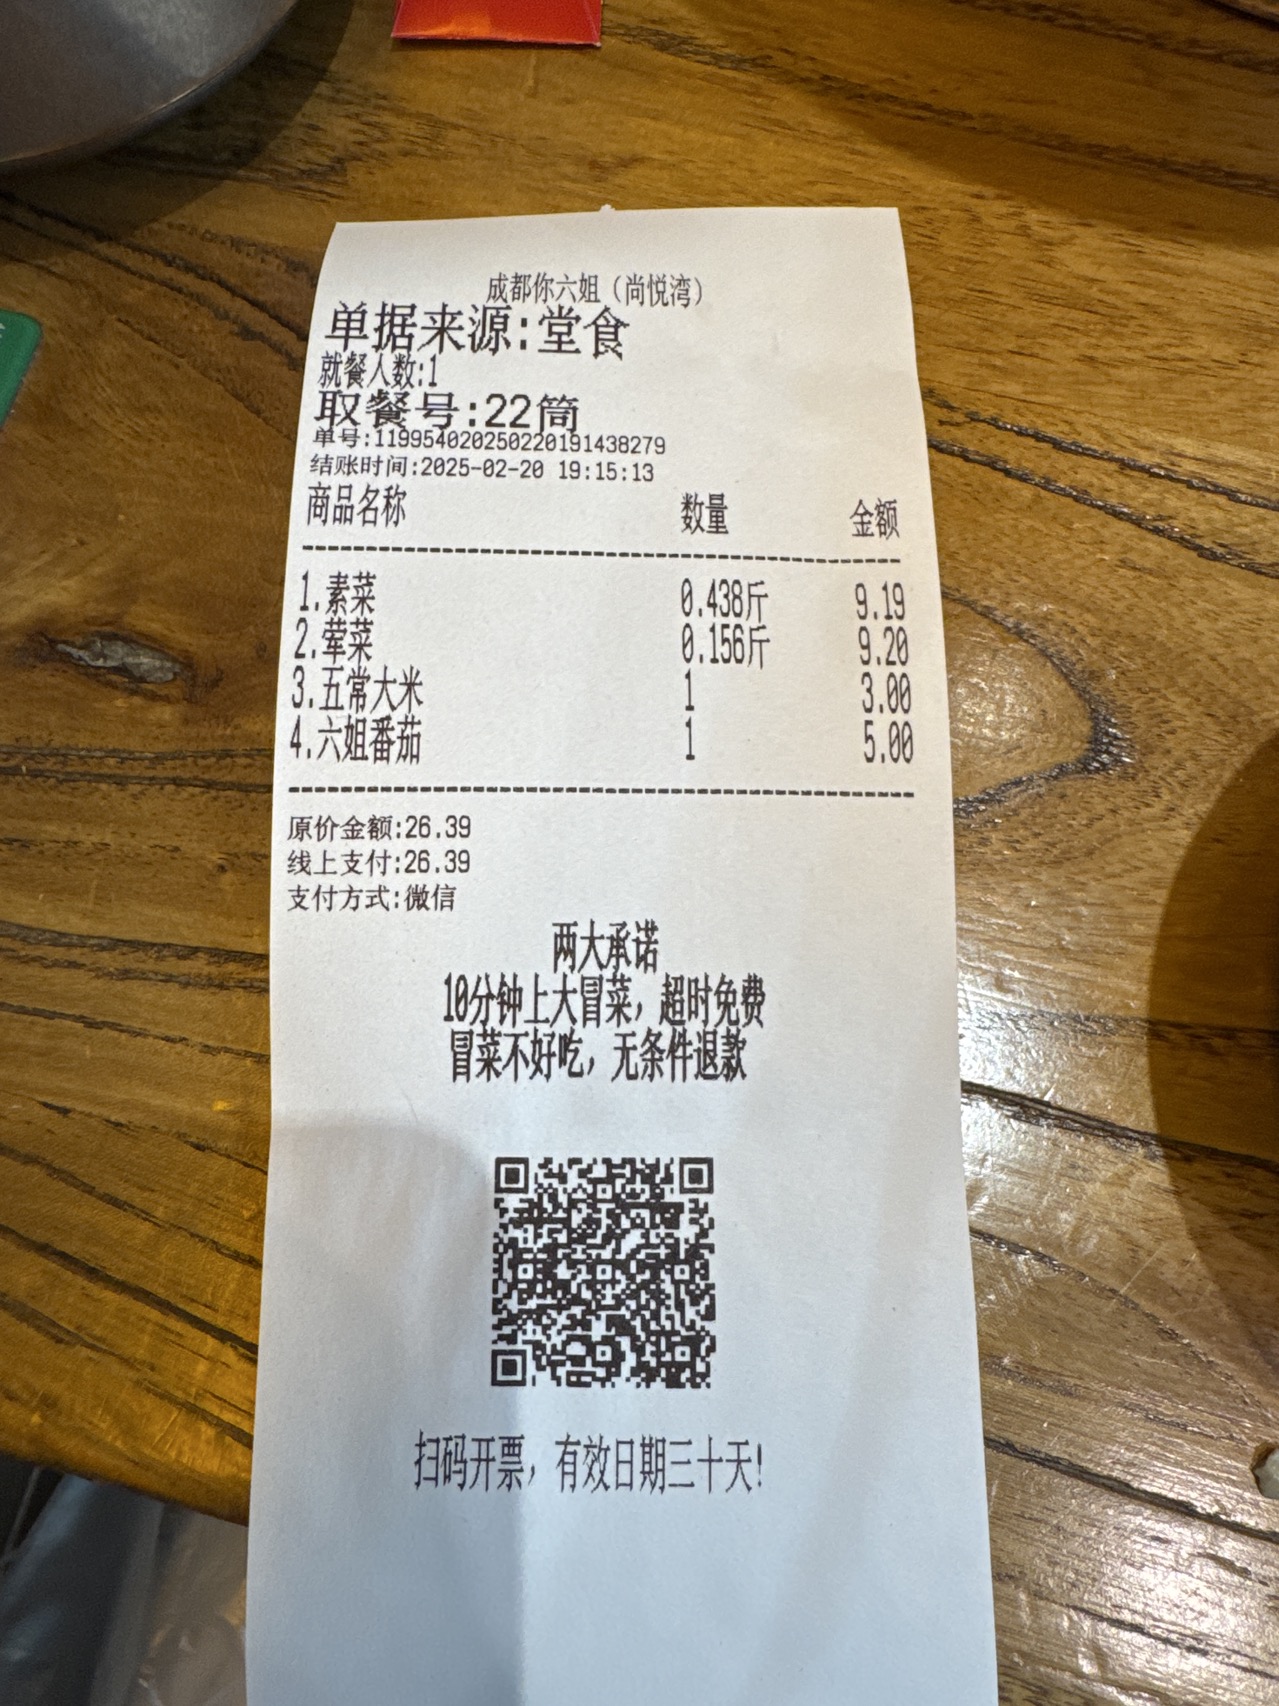 成都你六姐（尚悦湾）
单据来源:堂食
就餐人数:1
取餐号:22筒
单号:119954020250220191438279
结账时间:2025-02-20 19:15:13
商品名称 数量 金额
1.素菜 0.438斤 9.19
2.荤菜 0.156斤 9.20
3.五常大米 1 3.00
4.六姐番茄 1 5.00
原价金额:26.39
线上支付:26.39
支付方式:微信
两大承诺
10分钟上大冒菜，超时免费
冒菜不好吃，无条件退款
扫码开票，有效日期三十天!